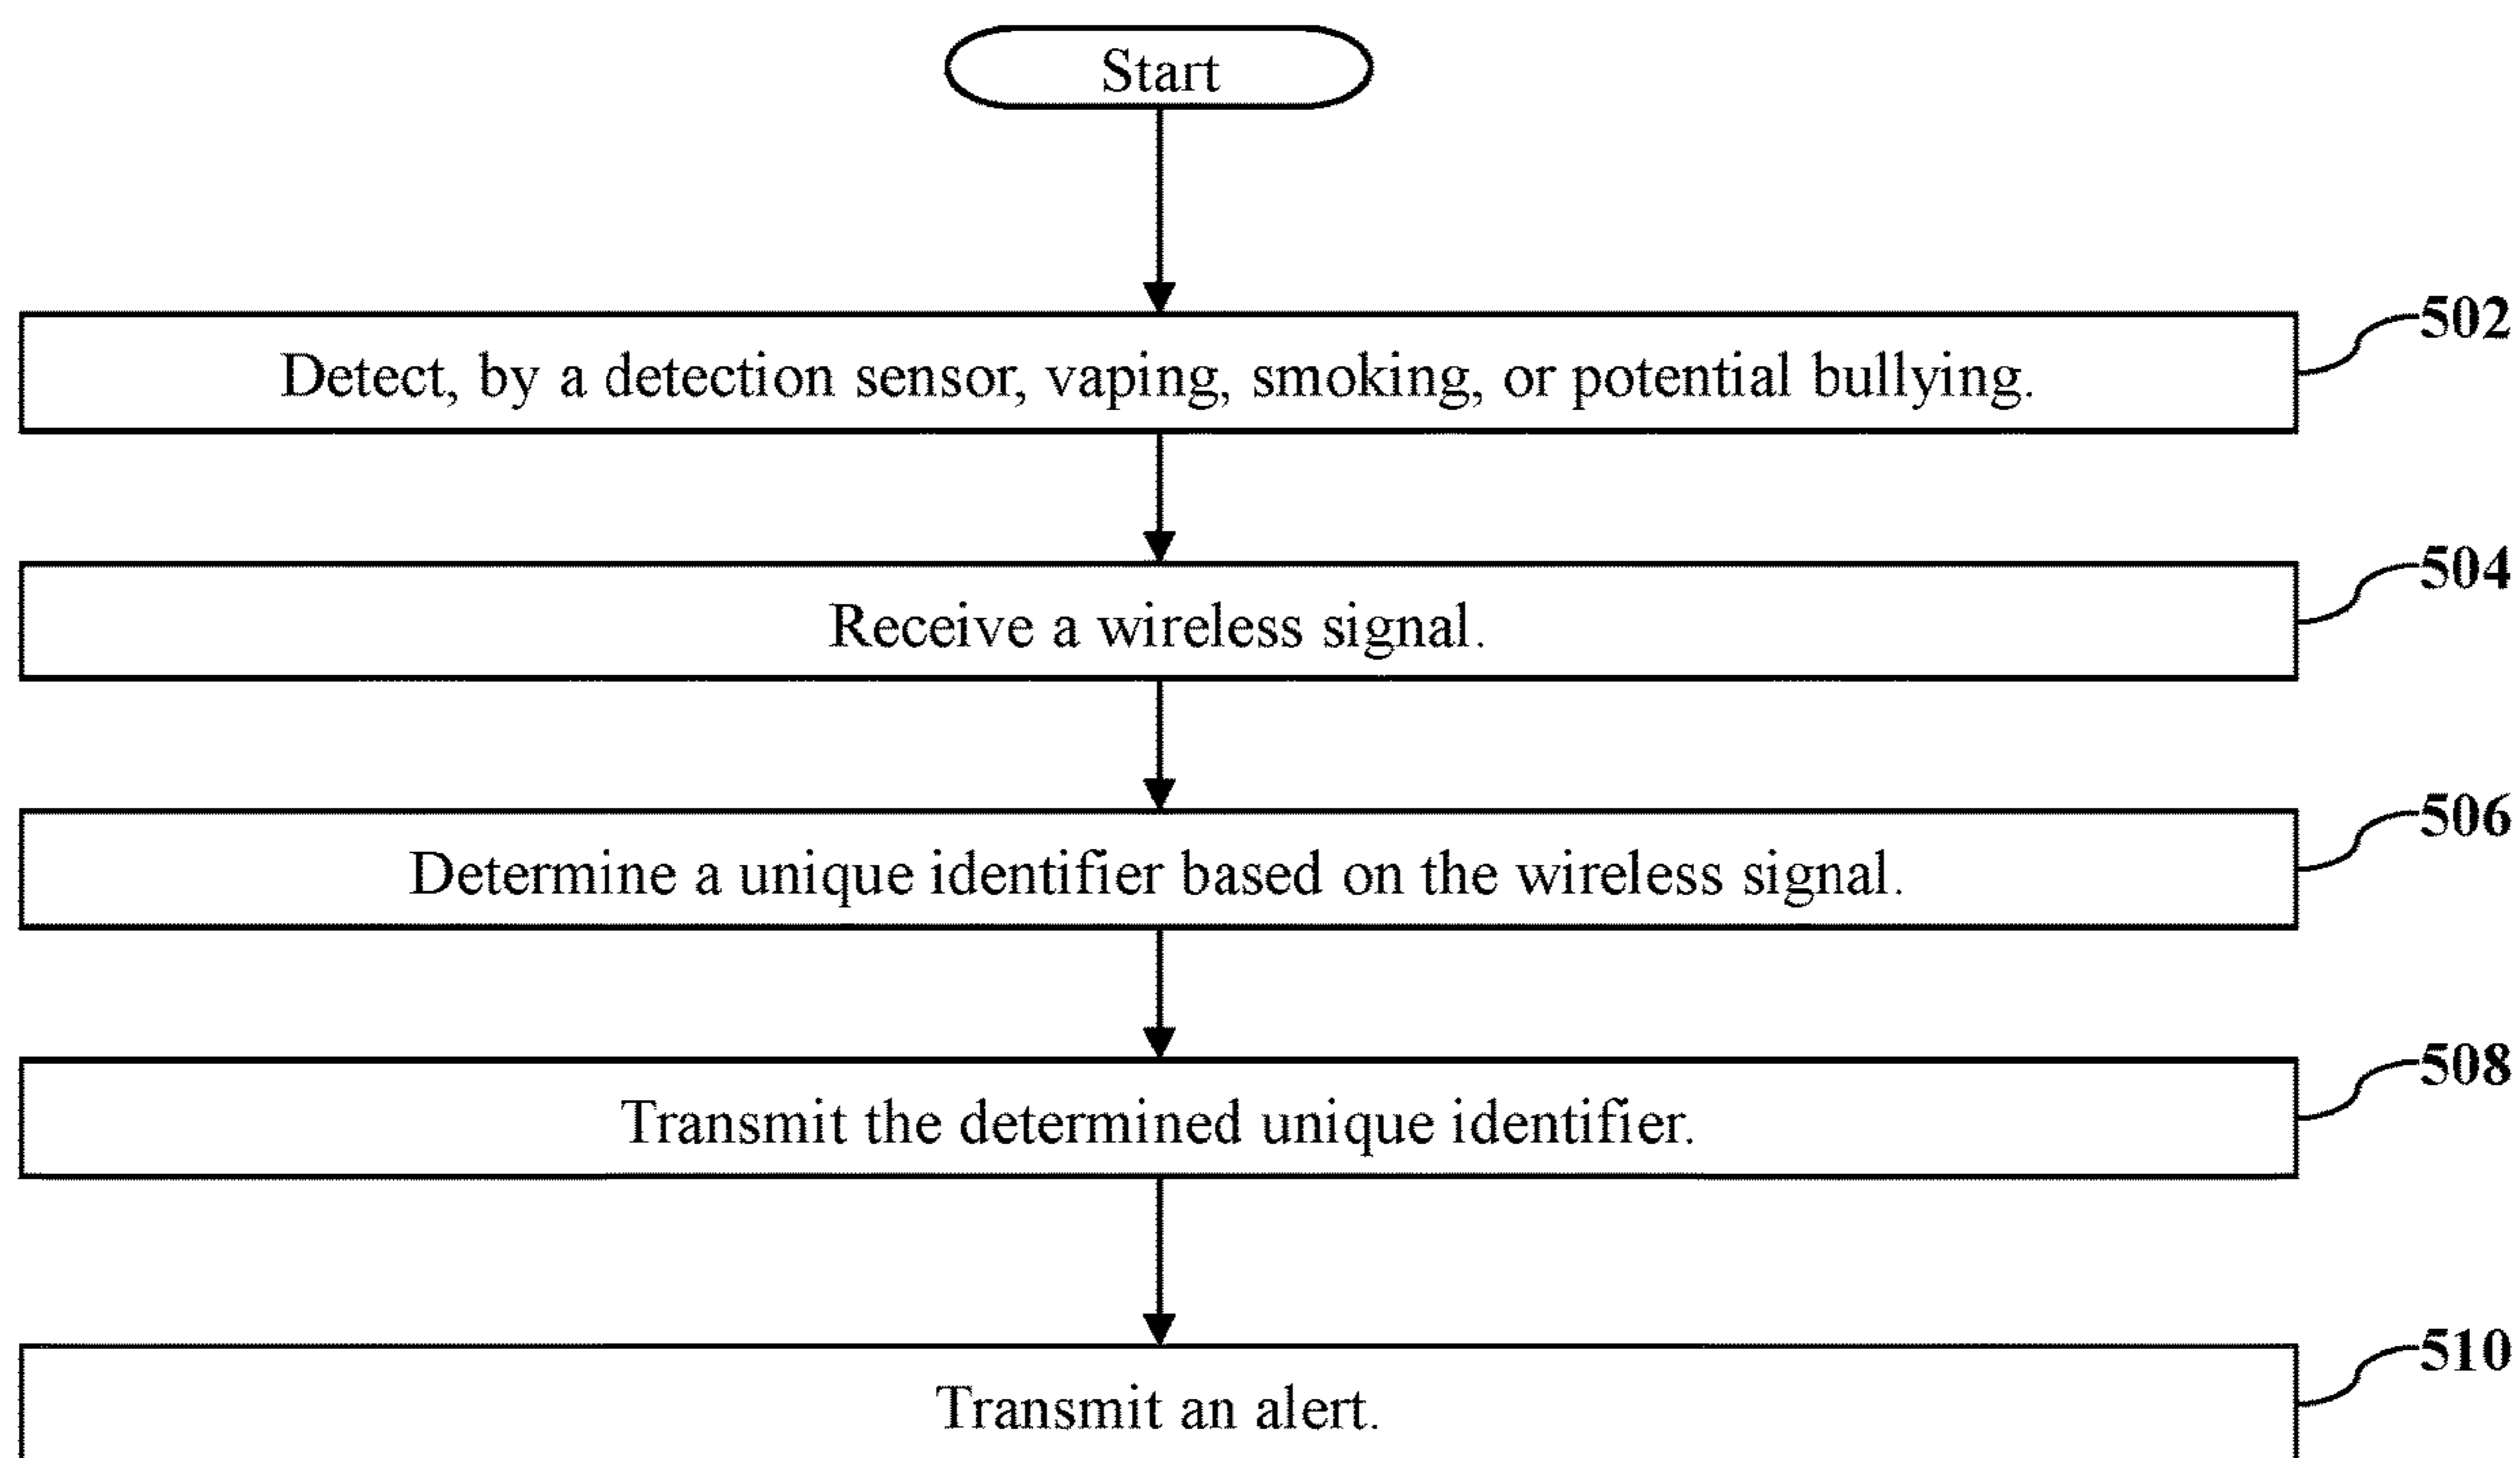 Start
502
Detect, by a detection sensor, vaping, smoking, or potential bullying.
504
Receive a wireless signal.
506
Determine a unique identifier based on the wireless signal.
508
Transmit the determined unique identifier.
510
Transmit an alert.